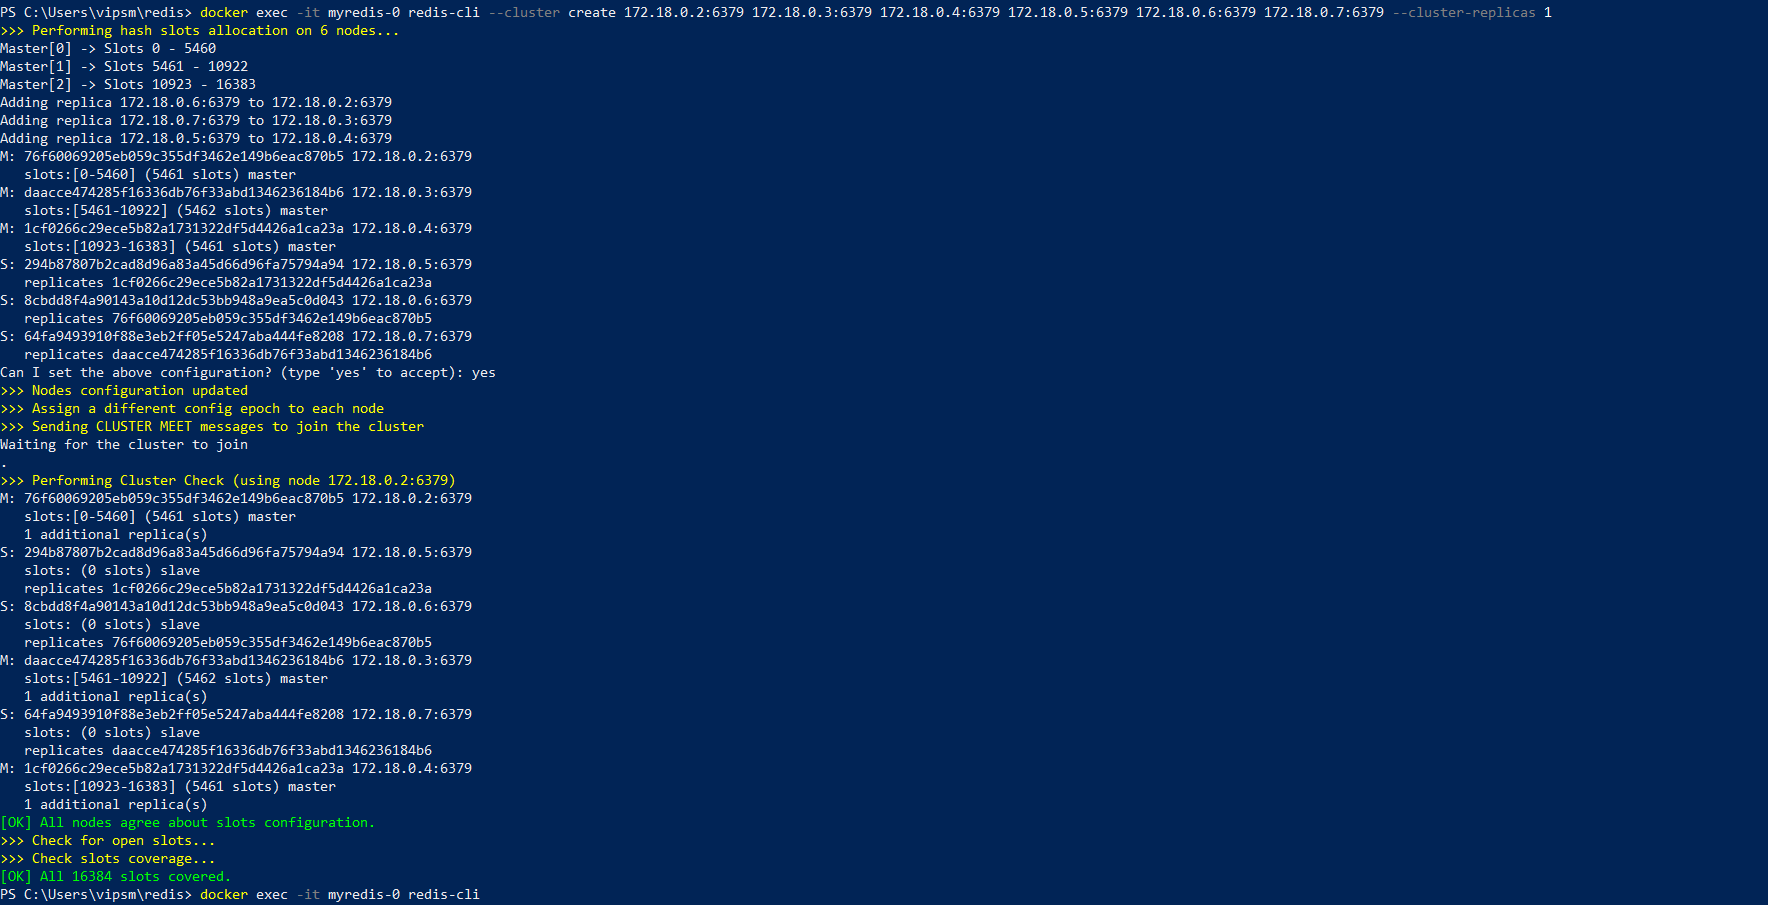 PS C:\Users\vipsm\redis> docker exec -it myredis-0 redis-cli --cluster create 172.18.0.2:6379 172.18.0.3:6379 172.18.0.4:6379 172.18.0.5:6379 172.18.0.6:6379 172.18.0.7:6379 --cluster-replicas 1
>>> Performing hash slots allocation on 6 nodes...
Master[0] -> Slots 0 - 5460
Master[1] -> Slots 5461 - 10922
Master[2] -> Slots 10923 - 16383
Adding replica 172.18.0.6:6379 to 172.18.0.2:6379
Adding replica 172.18.0.7:6379 to 172.18.0.3:6379
Adding replica 172.18.0.5:6379 to 172.18.0.4:6379
M: 76f60069205eb059c355df3462e149b6eac870b5 172.18.0.2:6379
   slots:[0-5460] (5461 slots) master
M: daacce474285f16336db76f33abd1346236184b6 172.18.0.3:6379
   slots:[5461-10922] (5462 slots) master
M: 1cf0266c29ece5b82a1731322df5d4426a1ca23a 172.18.0.4:6379
   slots:[10923-16383] (5461 slots) master
S: 294b87807b2cad8d96a83a45d66d96fa75794a94 172.18.0.5:6379
   replicates 1cf0266c29ece5b82a1731322df5d4426a1ca23a
S: 8cbdd8f4a90143a10d12dc53bb948a9ea5c0d043 172.18.0.6:6379
   replicates 76f60069205eb059c355df3462e149b6eac870b5
S: 64fa9493910f88e3eb2ff05e5247aba444fe8208 172.18.0.7:6379
   replicates daacce474285f16336db76f33abd1346236184b6
Can I set the above configuration? (type 'yes' to accept): yes
>>> Nodes configuration updated
>>> Assign a different config epoch to each node
>>> Sending CLUSTER MEET messages to join the cluster
Waiting for the cluster to join
.
>>> Performing Cluster Check (using node 172.18.0.2:6379)
M: 76f60069205eb059c355df3462e149b6eac870b5 172.18.0.2:6379
   slots:[0-5460] (5461 slots) master
   1 additional replica(s)
S: 294b87807b2cad8d96a83a45d66d96fa75794a94 172.18.0.5:6379
   slots: (0 slots) slave
   replicates 1cf0266c29ece5b82a1731322df5d4426a1ca23a
S: 8cbdd8f4a90143a10d12dc53bb948a9ea5c0d043 172.18.0.6:6379
   slots: (0 slots) slave
   replicates 76f60069205eb059c355df3462e149b6eac870b5
M: daacce474285f16336db76f33abd1346236184b6 172.18.0.3:6379
   slots:[5461-10922] (5462 slots) master
   1 additional replica(s)
S: 64fa9493910f88e3eb2ff05e5247aba444fe8208 172.18.0.7:6379
   slots: (0 slots) slave
   replicates daacce474285f16336db76f33abd1346236184b6
M: 1cf0266c29ece5b82a1731322df5d4426a1ca23a 172.18.0.4:6379
   slots:[10923-16383] (5461 slots) master
   1 additional replica(s)
[OK] All nodes agree about slots configuration.
>>> Check for open slots...
>>> Check slots coverage...
[OK] All 16384 slots covered.
PS C:\Users\vipsm\redis> docker exec -it myredis-0 redis-cli